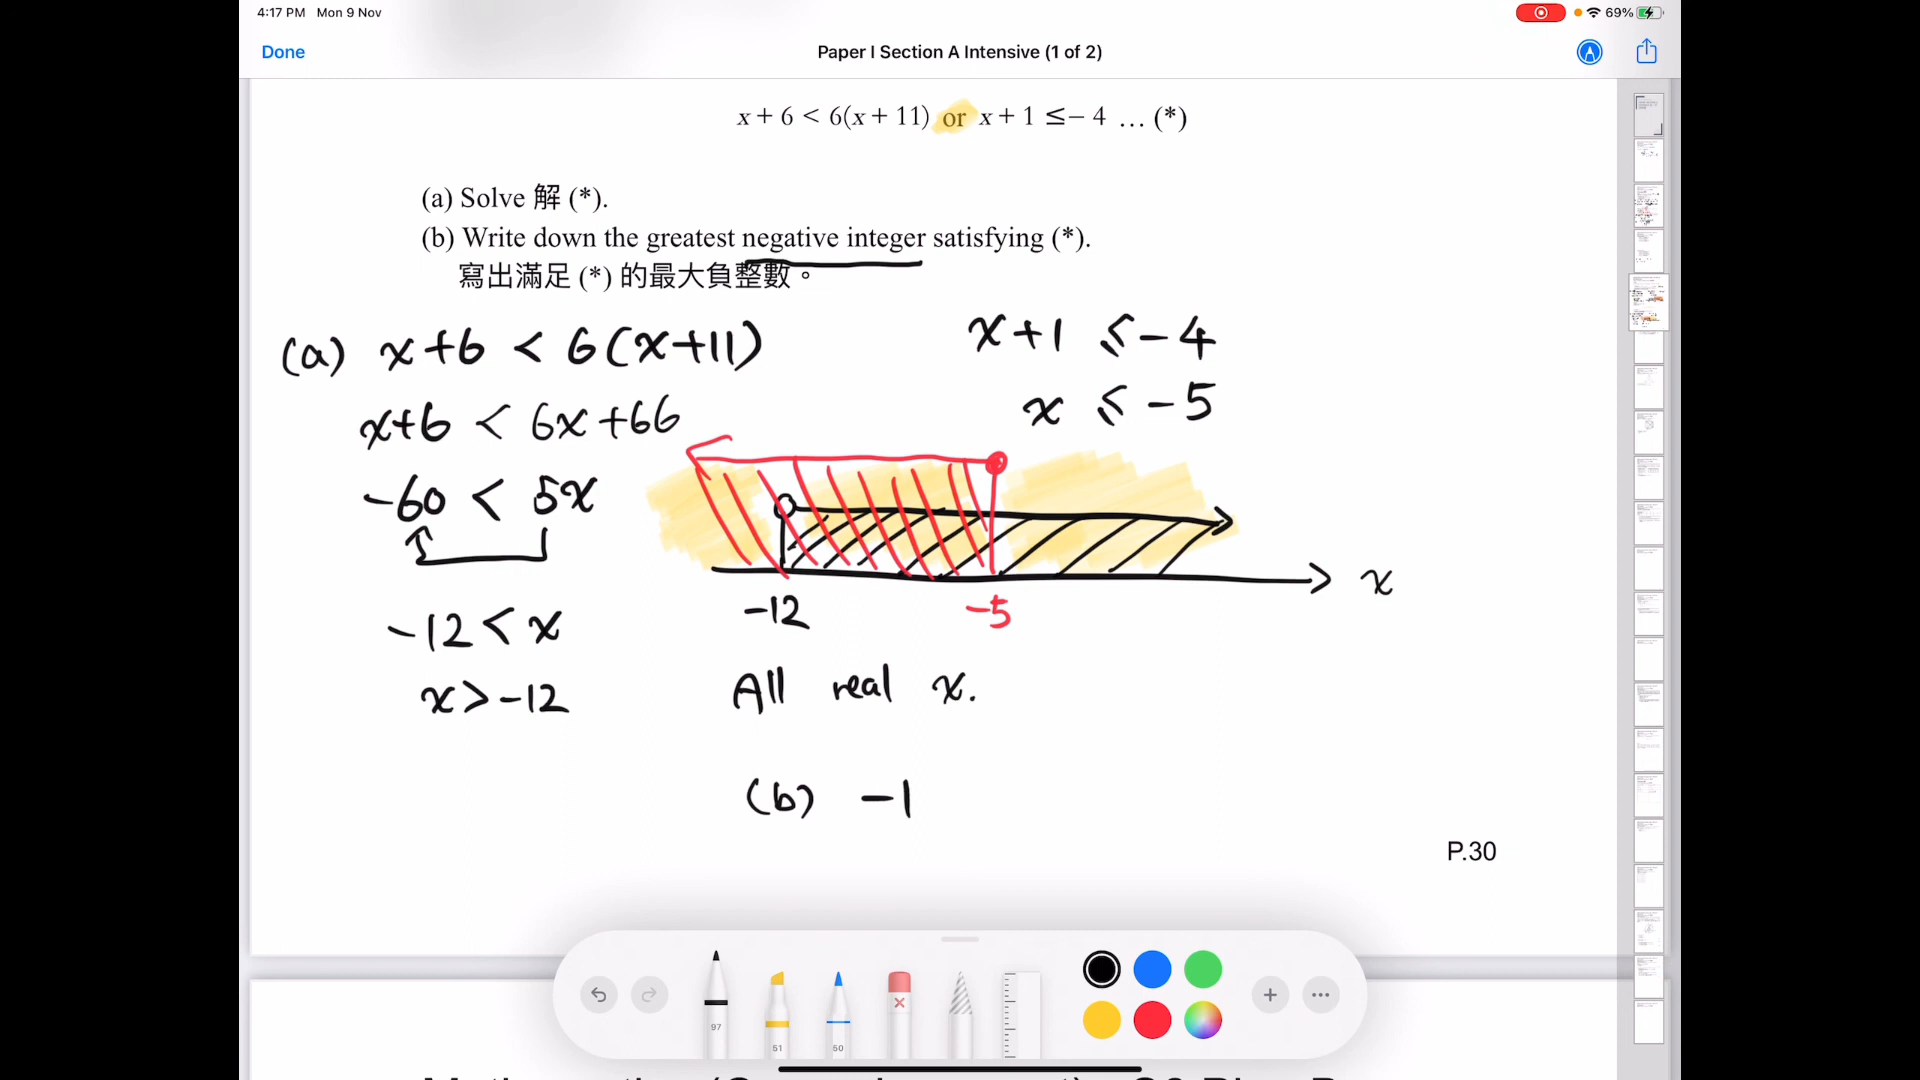 4:17 PM Mon 9 Nov
69%
Done
Paper I Section A Intensive (1 of 2)
x + 6 < 6(x + 11) or x + 1 ≤− 4 … (*)
(a) Solve 解 (*).
(b) Write down the greatest negative integer satisfying (*).
寫出滿足 (*) 的最大負整數。
(a) x+6 < 6(x+11)
x+1 ⩽ -4
x+6 < 6x+66
x ⩽ -5
-60 < 5x
x
-12
-5
-12 < x
x > -12
All real x.
(b) -1
P.30
97
51
50